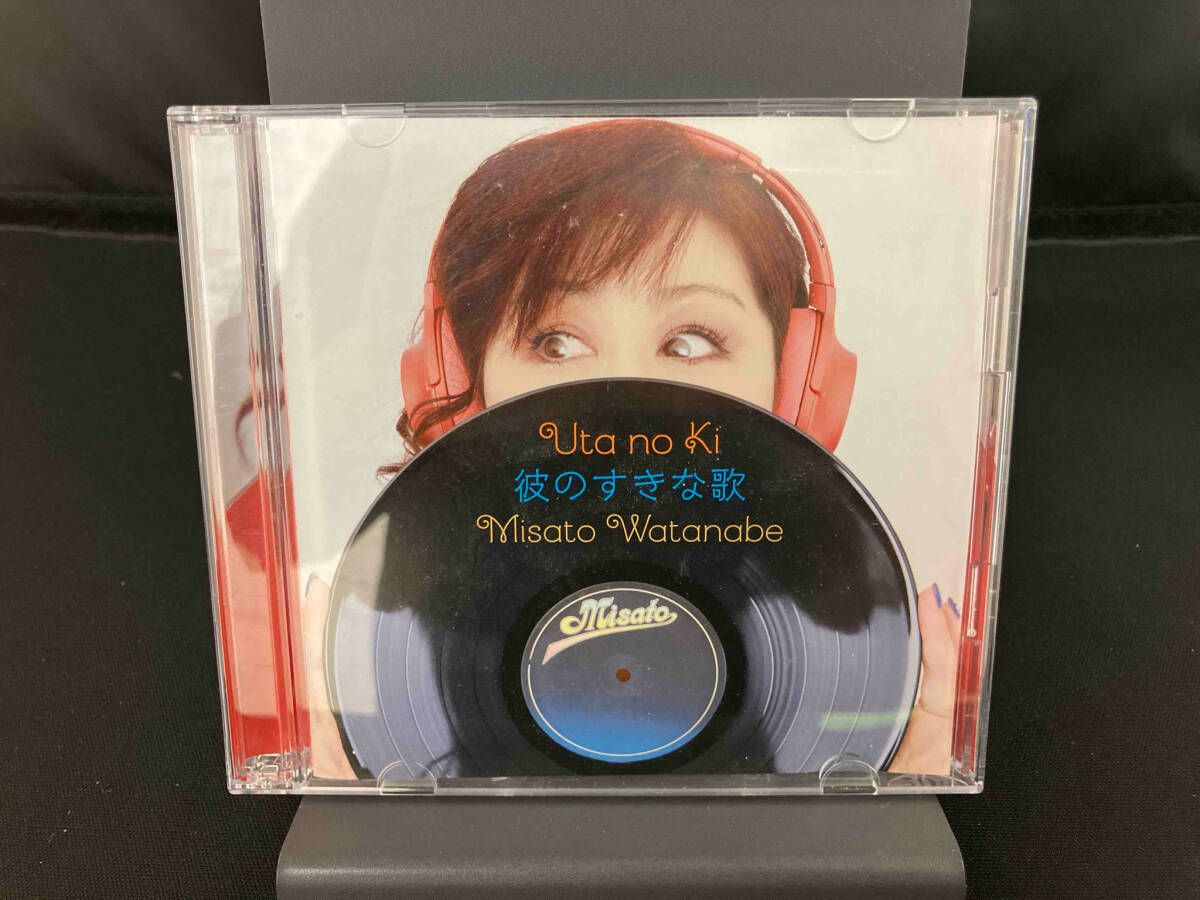 Uta no Ki
彼のすきな歌
Misato Watanabe
Misato